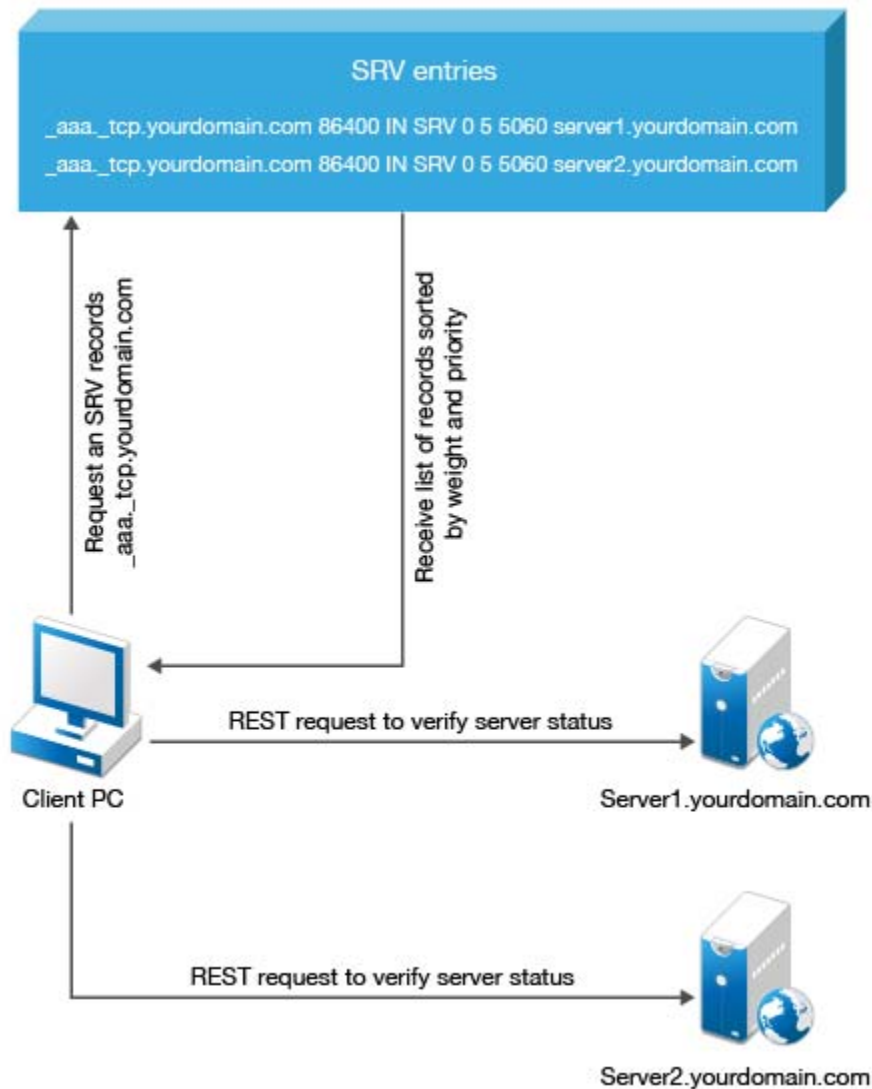 SRV entries
_aaa._tcp.yourdomain.com 86400 IN SRV 0 5 5060 server1.yourdomain.com
_aaa._tcp.yourdomain.com 86400 IN SRV 0 5 5060 server2.yourdomain.com
Request an SRV records
_aaa._tcp.yourdomain.com
Receive list of records sorted
by weight and priority
REST request to verify server status
Client PC
Server1.yourdomain.com
REST request to verify server status
Server2.yourdomain.com